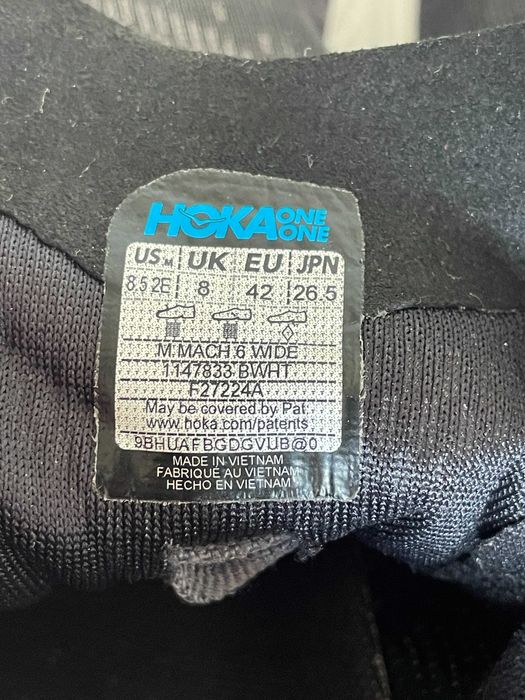 HOKA ONE ONE
US M UK EU JPN
8.5 2E 8 42 26.5
M MACH 6 WIDE
1147833 BWHT
F27224A
May be covered by Pat:
www.hoka.com/patents
9BHUAFBGDGVUB@0
MADE IN VIETNAM
FABRIQUÉ AU VIETNAM
HECHO EN VIETNAM